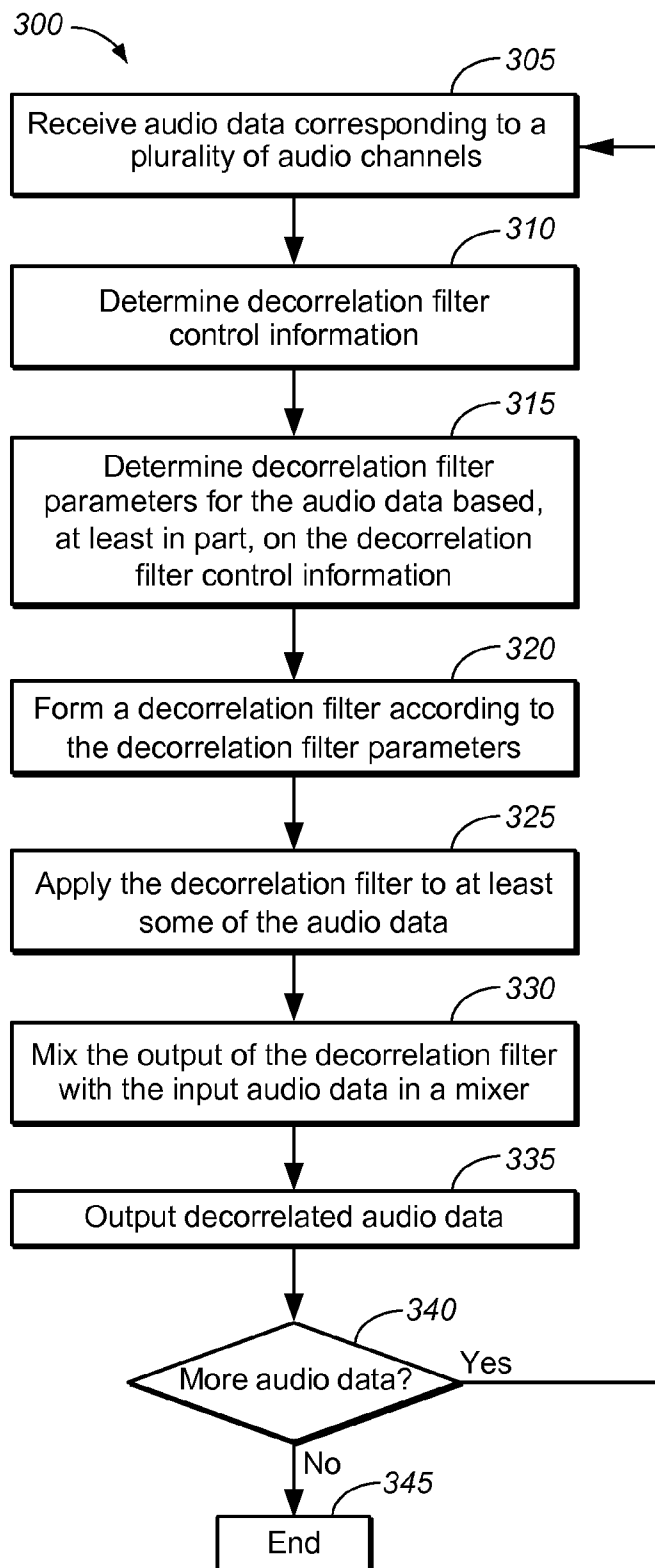 300
305
Receive audio data corresponding to a
plurality of audio channels
310
Determine decorrelation filter
control information
315
Determine decorrelation filter
parameters for the audio data based,
at least in part, on the decorrelation
filter control information
320
Form a decorrelation filter according to
the decorrelation filter parameters
325
Apply the decorrelation filter to at least
some of the audio data
330
Mix the output of the decorrelation filter
with the input audio data in a mixer
335
Output decorrelated audio data
340
More audio data?
Yes
No
345
End